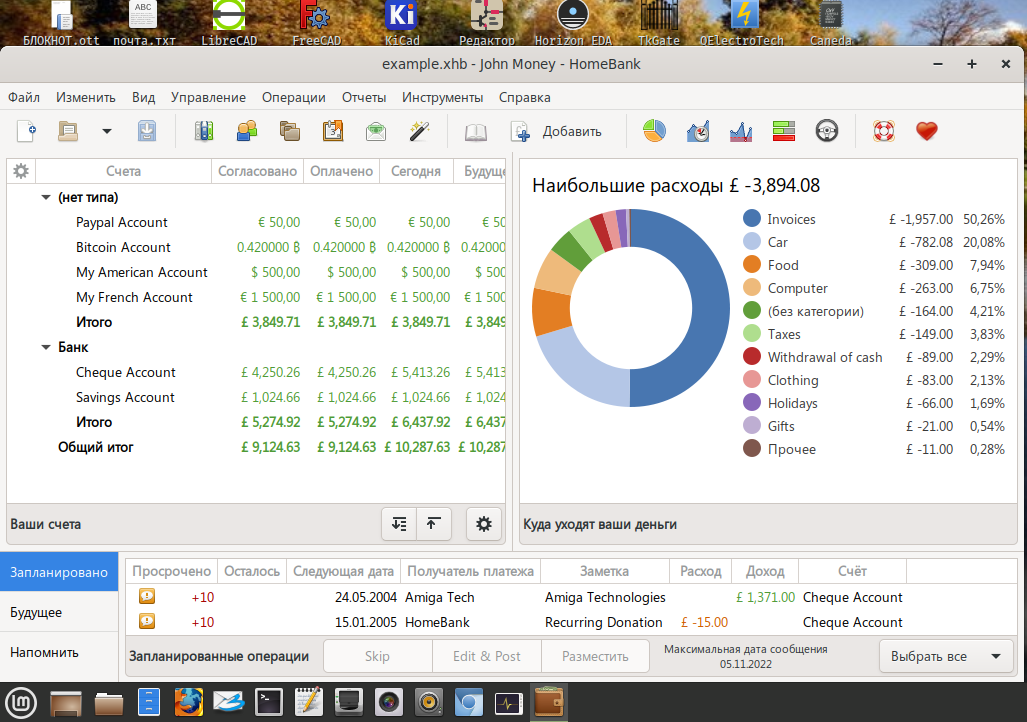 ABC
Ki
OFF
БЛОКНОТ.ott почта.тхт LibreCAD FreeCAD KiCad Редактор Horizon EDA TkGate QElectroTech Caneda
example.xhb - John Money - HomeBank
Файл Изменить Вид Управление Операции Отчеты Инструменты Справка
3 Добавить
Счета Согласовано Оплачено Сегодня Будуще
(нет типа)
Paypal Account € 50,00 € 50,00 € 50,00 € 50
Bitcoin Account 0.420000 ₿ 0.420000 ₿ 0.420000 ₿ 0.42000
My American Account $ 500,00 $ 500,00 $ 500,00 $ 500
My French Account € 1 500,00 € 1 500,00 € 1 500,00 € 1 500
Итого £ 3,849.71 £ 3,849.71 £ 3,849.71 £ 3,849
Банк
Cheque Account £ 4,250.26 £ 4,250.26 £ 5,413.26 £ 5,413
Savings Account £ 1,024.66 £ 1,024.66 £ 1,024.66 £ 1,024
Итого £ 5,274.92 £ 5,274.92 £ 6,437.92 £ 6,437
Общий итог £ 9,124.63 £ 9,124.63 £ 10,287.63 £ 10,287
Ваши счета
Наибольшие расходы £ -3,894.08
Invoices £ -1,957.00 50,26%
Car £ -782.08 20,08%
Food £ -309.00 7,94%
Computer £ -263.00 6,75%
(без категории) £ -164.00 4,21%
Taxes £ -149.00 3,83%
Withdrawal of cash £ -89.00 2,29%
Clothing £ -83.00 2,13%
Holidays £ -66.00 1,69%
Gifts £ -21.00 0,54%
Прочее £ -11.00 0,28%
Куда уходят ваши деньги
Запланировано
Будущее
Напомнить
Просрочено Осталось Следующая дата Получатель платежа Заметка Расход Доход Счёт
+10 24.05.2004 Amiga Tech Amiga Technologies £ 1,371.00 Cheque Account
+10 15.01.2005 HomeBank Recurring Donation £ -15.00 Cheque Account
Запланированные операции Skip Edit & Post Разместить
Максимальная дата сообщения
05.11.2022
Выбрать все